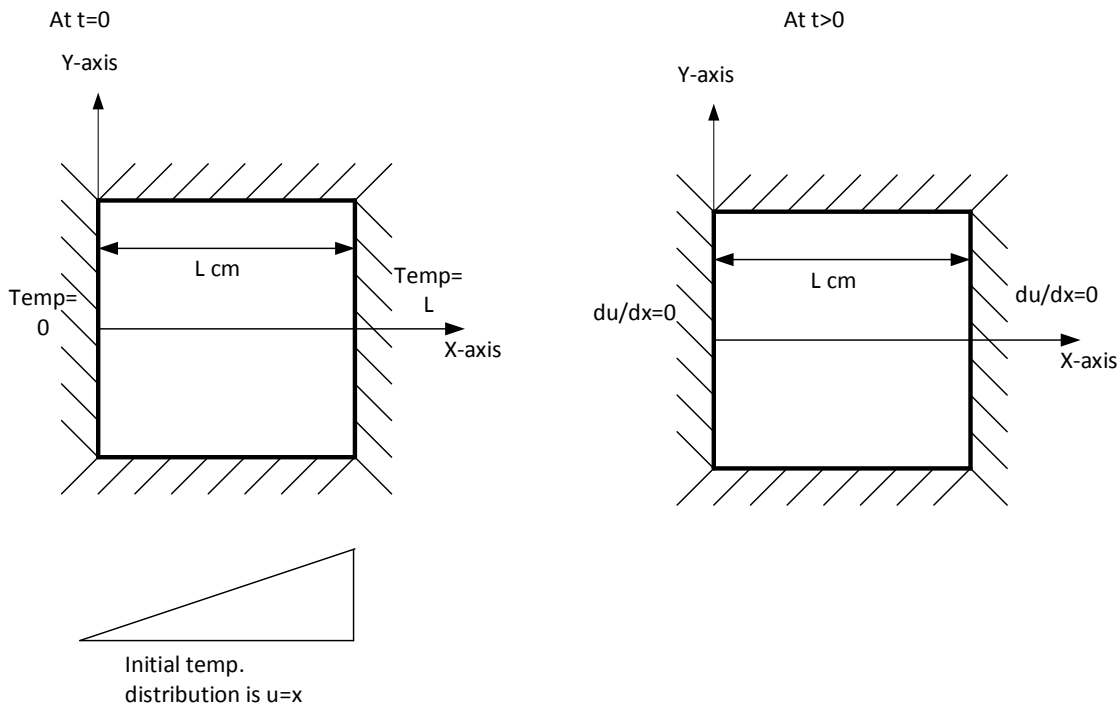 At t=0
Y-axis
L cm
Temp=
0
Temp=
L
X-axis
Initial temp.
distribution is u=x
At t>0
Y-axis
L cm
du/dx=0
du/dx=0
X-axis